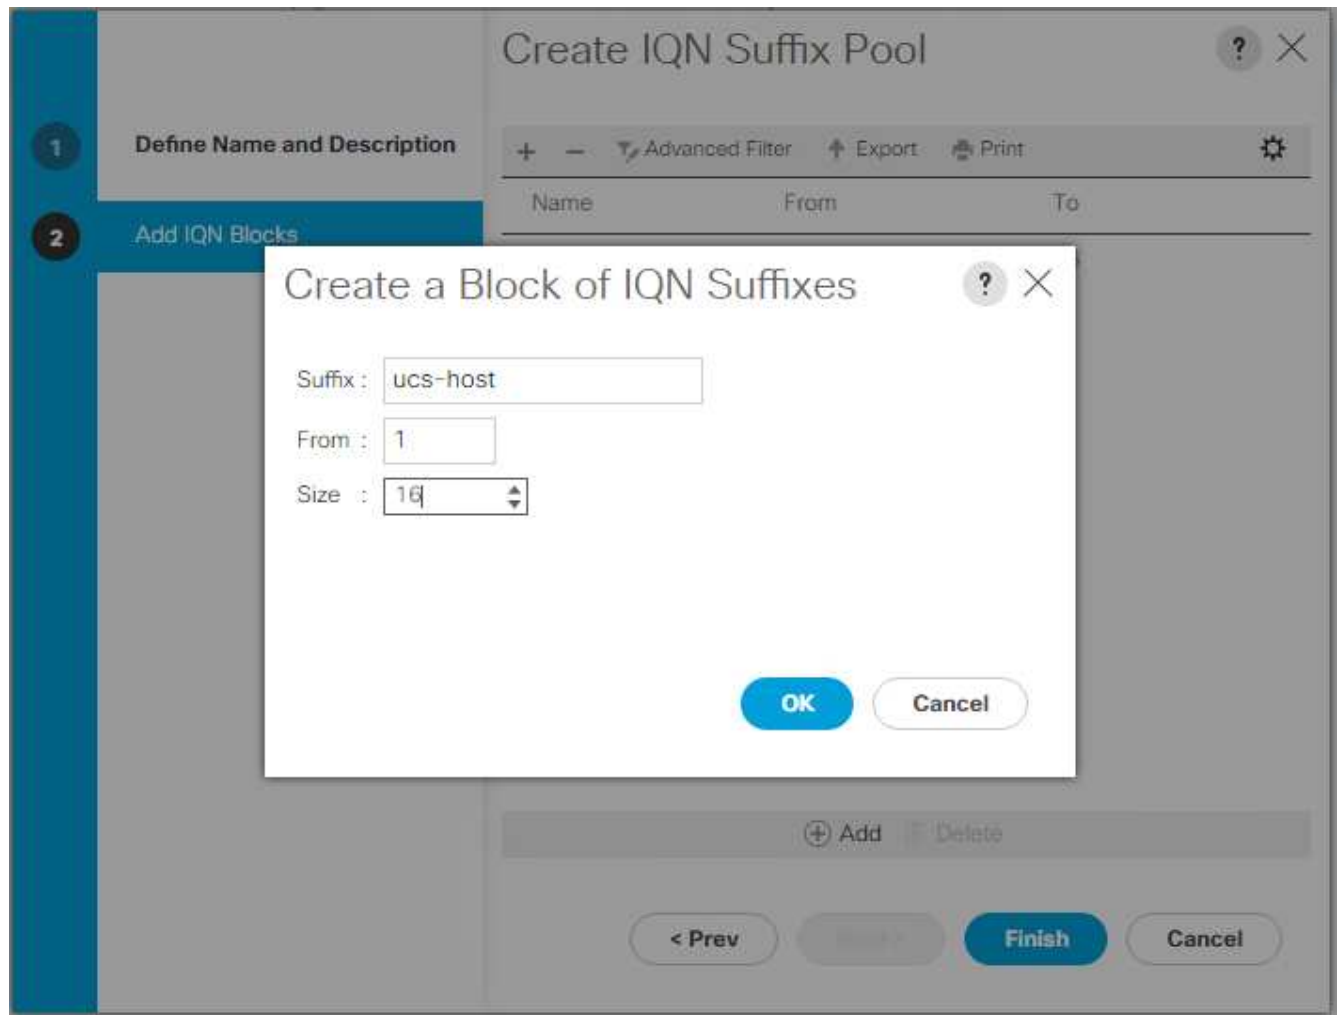 Create IQN Suffix Pool ?
1 Define Name and Description
+ − Advanced Filter Export Print
Name From To
2 Add IQN Blocks
Create a Block of IQN Suffixes ?
Suffix : ucs-host
From : 1
Size : 16
OK Cancel
Add Delete
< Prev Finish Cancel